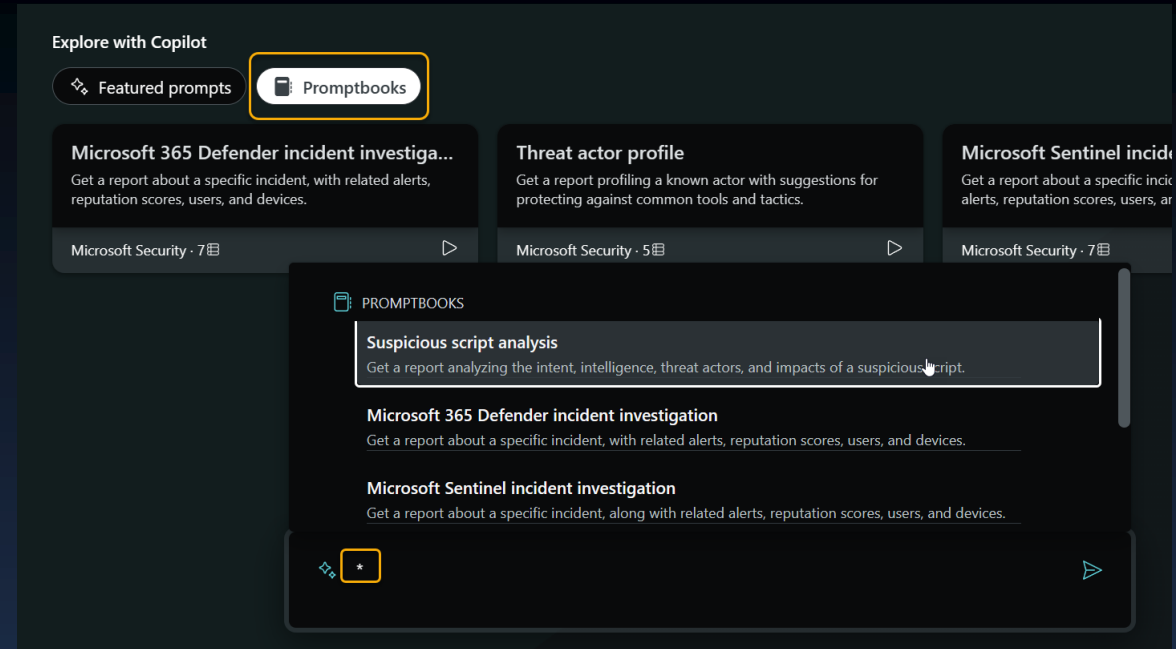 Explore with Copilot
Featured prompts
Promptbooks
Microsoft 365 Defender incident investiga...
Get a report about a specific incident, with related alerts,
reputation scores, users, and devices.
Microsoft Security · 7
Threat actor profile
Get a report profiling a known actor with suggestions for
protecting against common tools and tactics.
Microsoft Security · 5
Microsoft Sentinel
Get a report about a specific
alerts, reputation scores, users,
Microsoft Security · 7
PROMPTBOOKS
Suspicious script analysis
Get a report analyzing the intent, intelligence, threat actors, and impacts of a suspicious script.
Microsoft 365 Defender incident investigation
Get a report about a specific incident, with related alerts, reputation scores, users, and devices.
Microsoft Sentinel incident investigation
Get a report about a specific incident, along with related alerts, reputation scores, users, and devices.
*